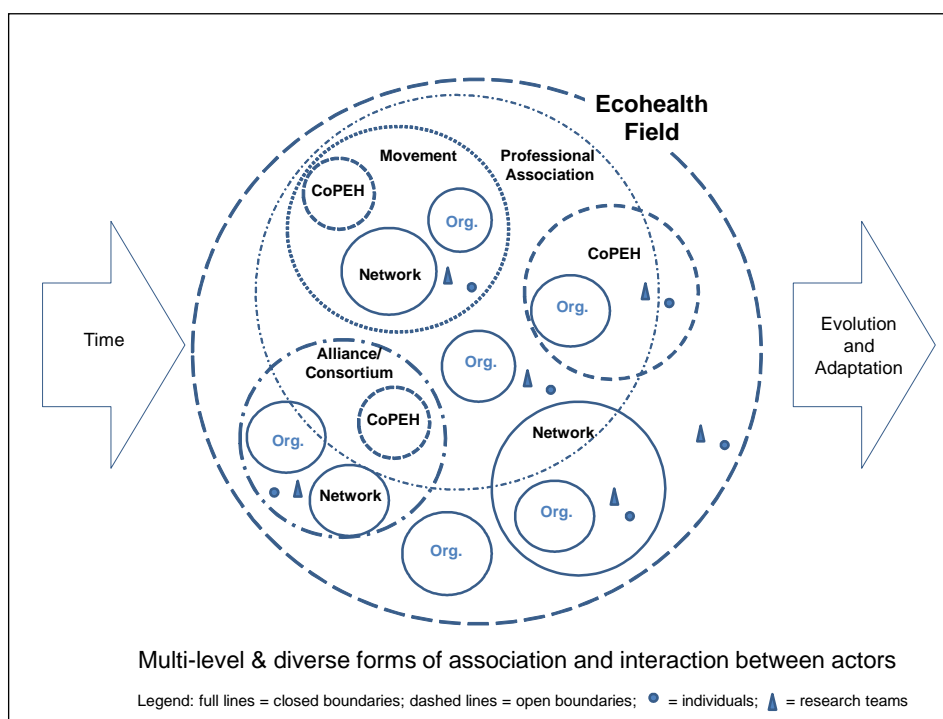 Ecohealth
Field
Movement
Professional
Association
CoPEH
Org.
Network
CoPEH
Org.
Time
Evolution
and
Adaptation
Alliance/
Consortium
Org.
CoPEH
Org.
Network
Network
Org.
Org.
Multi-level & diverse forms of association and interaction between actors
Legend: full lines = closed boundaries; dashed lines = open boundaries; = individuals; = research teams